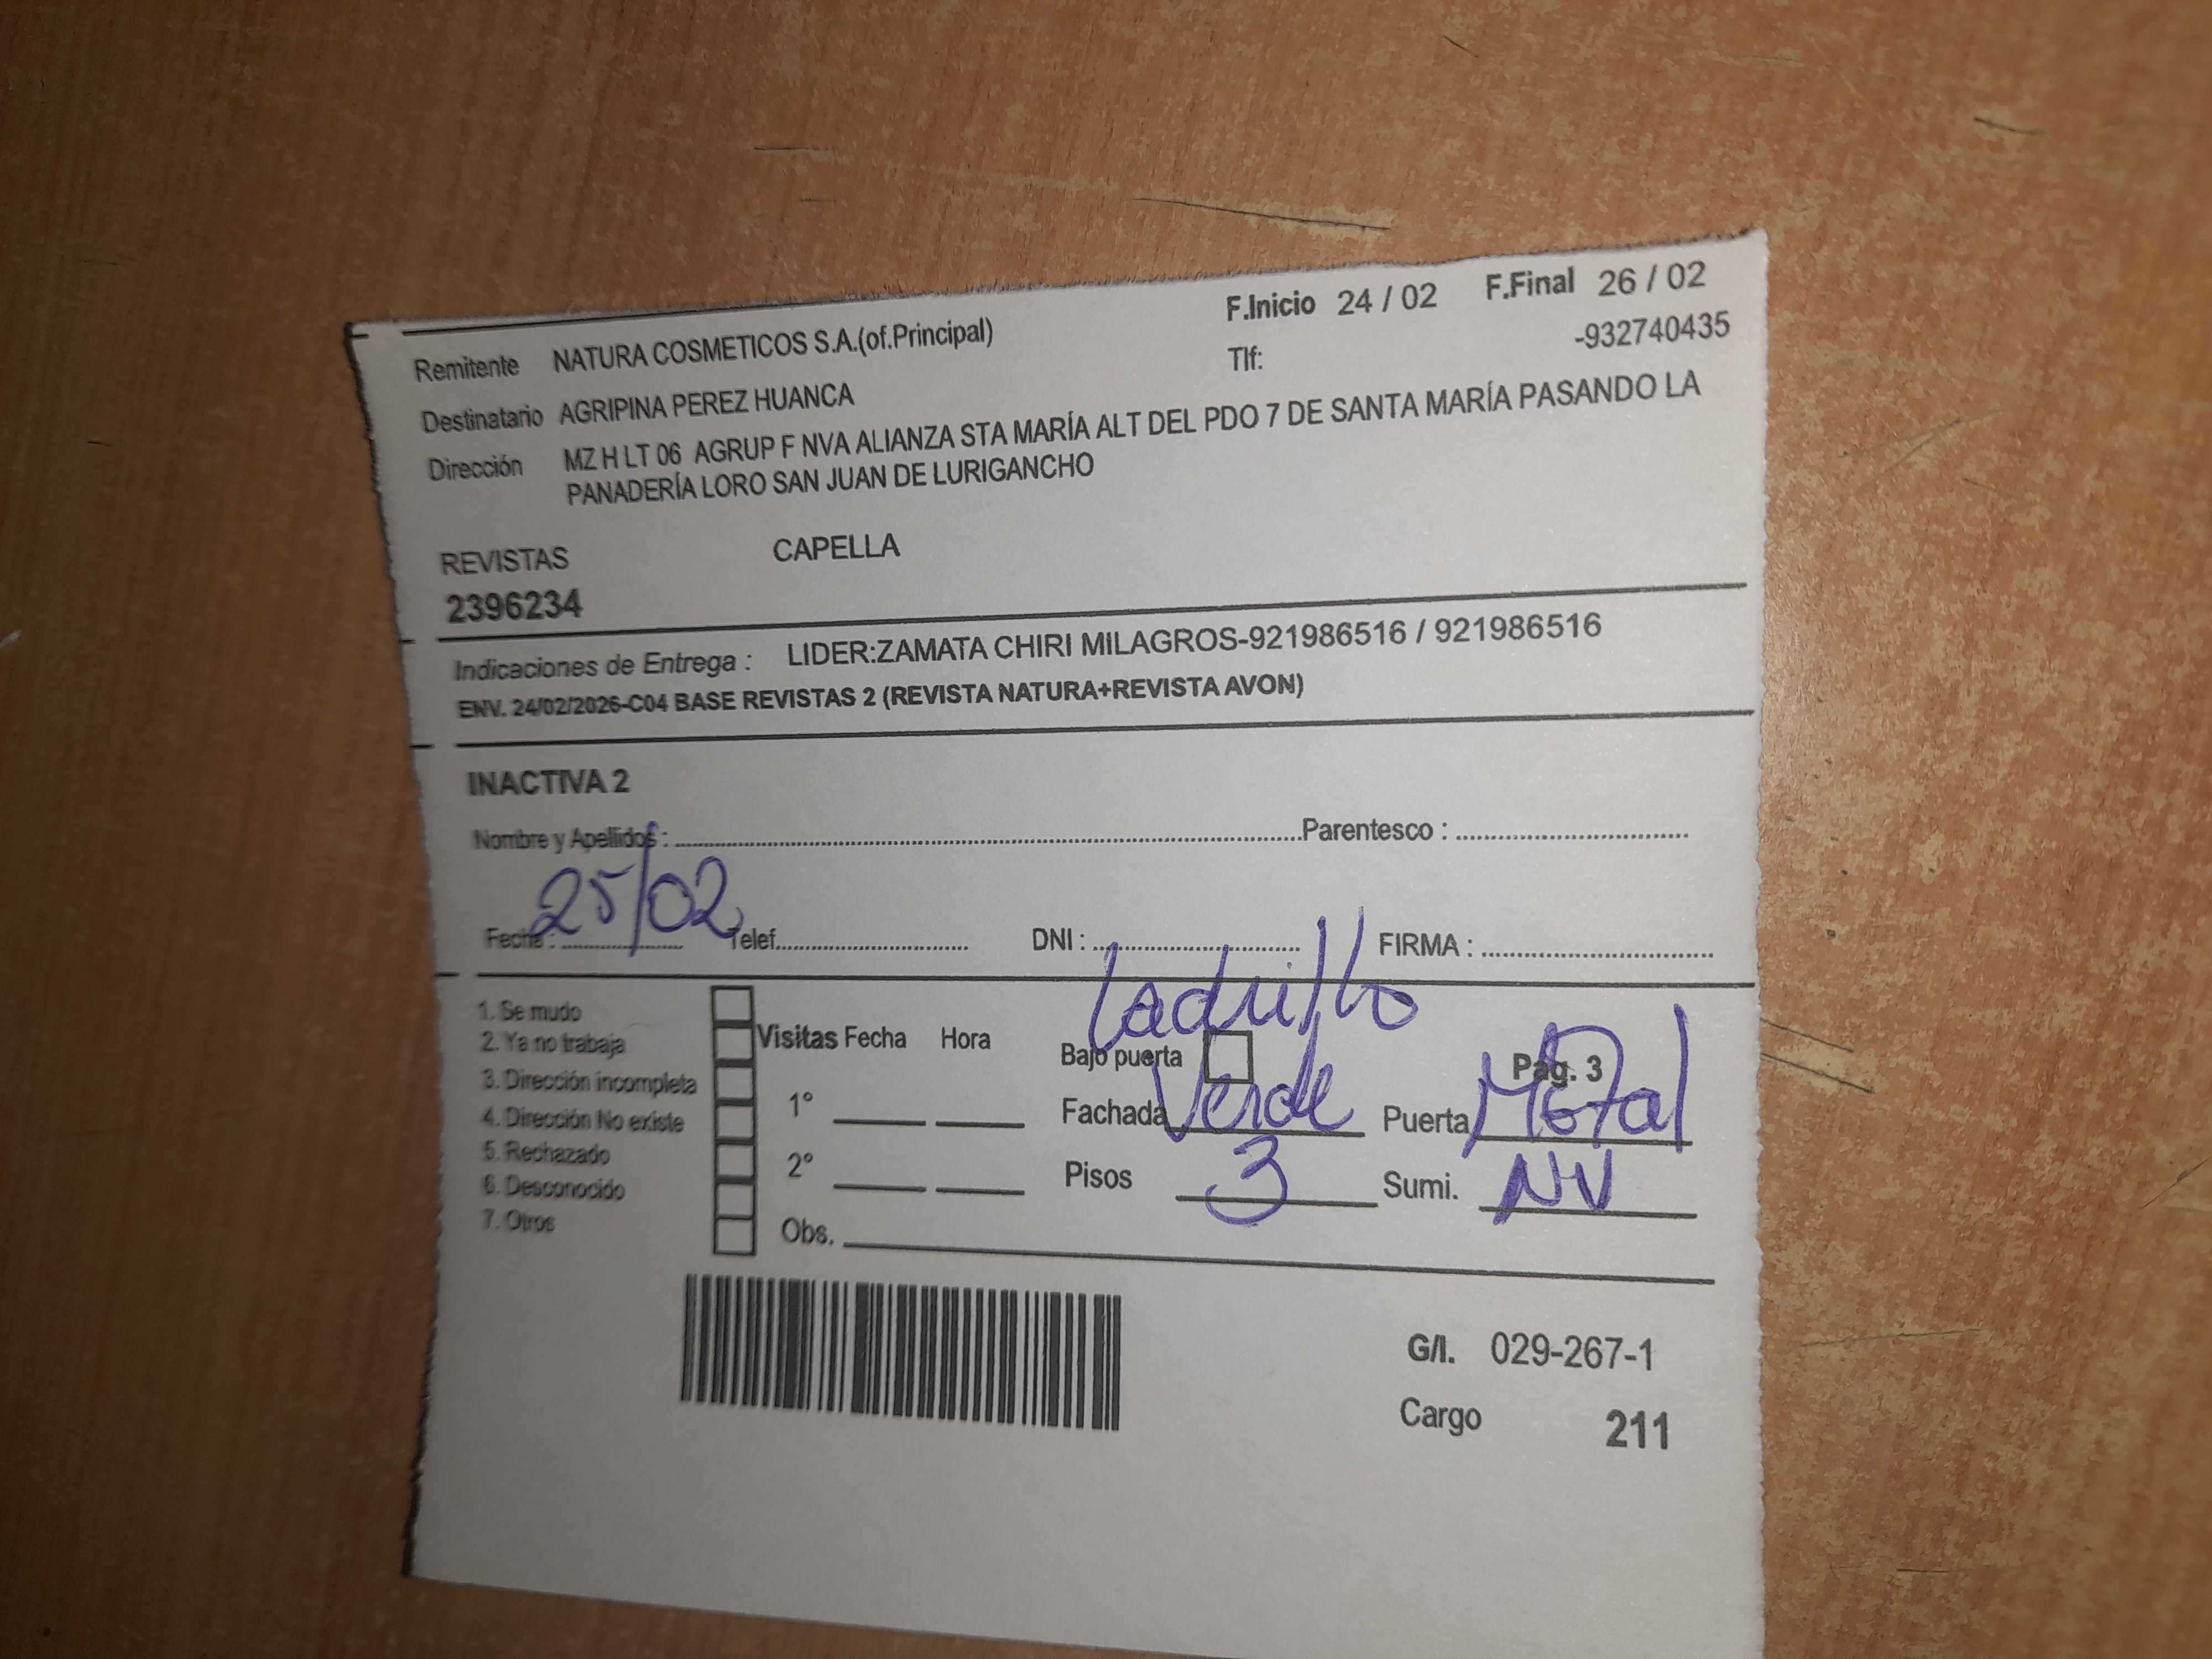 F.Inicio 24 / 02 F.Final 26 / 02
Remitente NATURA COSMETICOS S.A.(of.Principal)
Tlf: -932740435
Destinatario AGRIPINA PEREZ HUANCA
Dirección MZ H LT 06 AGRUP F NVA ALIANZA STA MARÍA ALT DEL PDO 7 DE SANTA MARÍA PASANDO LA
PANADERÍA LORO SAN JUAN DE LURIGANCHO
REVISTAS CAPELLA
2396234
Indicaciones de Entrega : LIDER:ZAMATA CHIRI MILAGROS-921986516 / 921986516
ENV. 24/02/2026-C04 BASE REVISTAS 2 (REVISTA NATURA+REVISTA AVON)
INACTIVA 2
Nombre y Apellidos : Parentesco :
Fecha : 25/02 Telef. DNI : FIRMA :
1. Se mudo
2. Ya no trabaja
3. Dirección incompleta
4. Dirección No existe
5. Rechazado
6. Desconocido
7. Otros
Visitas Fecha Hora
1°
2°
Obs.
Ladrillo
Bajo puerta Pág. 3
Fachada Verde Puerta Metal
Pisos 3 Sumi. NV
G/I. 029-267-1
Cargo 211